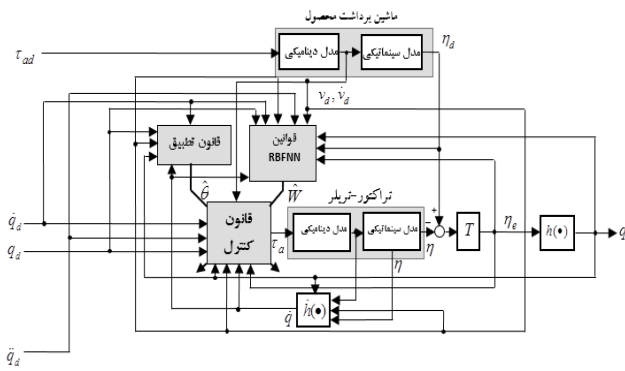 ماشین برداشت محصول
τ_ad
مدل دینامیکی
مدل سینماتیکی
η_d
v_d, v̇_d
قانون تطبیق
قوانین
RBFNN
θ̂
Ŵ
تراکتور-تریلر
q̇_d
قانون
کنترل
τ_a
مدل دینامیکی
مدل سینماتیکی
+
−
η
T
η_e
h(•)
q
q_d
η
q̇
ḣ(•)
q̈_d